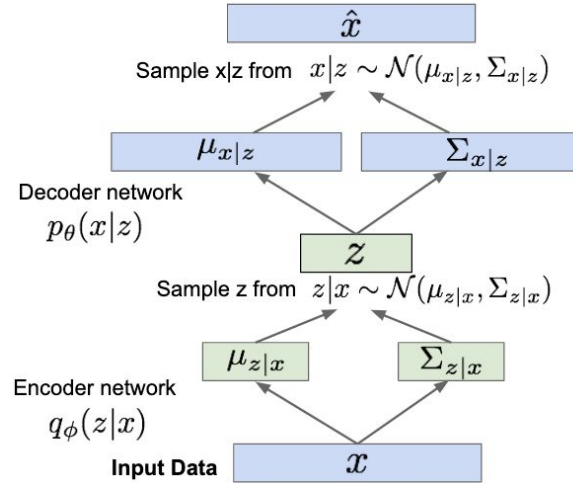 x̂
Sample x|z from x|z ∼ N(μ_{x|z}, Σ_{x|z})
μ_{x|z} Σ_{x|z}
Decoder network
p_θ(x|z)
z
Sample z from z|x ∼ N(μ_{z|x}, Σ_{z|x})
μ_{z|x} Σ_{z|x}
Encoder network
q_ϕ(z|x)
Input Data x